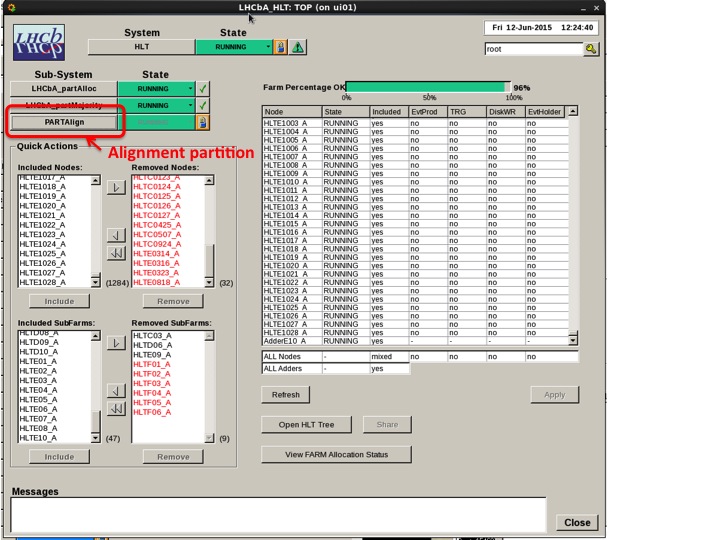 LHCbA_HLT: TOP (on ui01)
LHCb
System State
HLT RUNNING
Fri 12-Jun-2015 12:24:40
root
Sub-System State
LHCbA_partAlloc RUNNING
LHCbA_partMajority RUNNING
PARTAlign
Alignment partition
Quick Actions
Included Nodes: Removed Nodes:
HLTE1017_A
HLTE1018_A
HLTE1019_A
HLTE1020_A
HLTE1021_A
HLTE1022_A
HLTE1023_A
HLTE1024_A
HLTE1025_A
HLTE1026_A
HLTE1027_A
HLTE1028_A
(1284)
HLTC0123_A
HLTC0124_A
HLTC0125_A
HLTC0126_A
HLTC0127_A
HLTC0425_A
HLTC0507_A
HLTC0924_A
HLTE0314_A
HLTE0316_A
HLTE0323_A
HLTE0818_A
(32)
Include Remove
Included SubFarms: Removed SubFarms:
HLTD08_A
HLTD09_A
HLTD10_A
HLTE01_A
HLTE02_A
HLTE03_A
HLTE04_A
HLTE05_A
HLTE06_A
HLTE07_A
HLTE08_A
HLTE10_A
(47)
HLTC03_A
HLTD06_A
HLTE09_A
HLTF01_A
HLTF02_A
HLTF03_A
HLTF04_A
HLTF05_A
HLTF06_A
(9)
Include Remove
Farm Percentage OK 96%
0% 50% 100%
Node State Included EvtProd TRG DiskWR EvtHolder
HLTE1003_A RUNNING yes no no no no
HLTE1004_A RUNNING yes no no no no
HLTE1005_A RUNNING yes no no no no
HLTE1006_A RUNNING yes no no no no
HLTE1007_A RUNNING yes no no no no
HLTE1008_A RUNNING yes no no no no
HLTE1009_A RUNNING yes no no no no
HLTE1010_A RUNNING yes no no no no
HLTE1011_A RUNNING yes no no no no
HLTE1012_A RUNNING yes no no no no
HLTE1013_A RUNNING yes no no no no
HLTE1014_A RUNNING yes no no no no
HLTE1015_A RUNNING yes no no no no
HLTE1016_A RUNNING yes no no no no
HLTE1017_A RUNNING yes no no no no
HLTE1018_A RUNNING yes no no no no
HLTE1019_A RUNNING yes no no no no
HLTE1020_A RUNNING yes no no no no
HLTE1021_A RUNNING yes no no no no
HLTE1022_A RUNNING yes no no no no
HLTE1023_A RUNNING yes no no no no
HLTE1024_A RUNNING yes no no no no
HLTE1025_A RUNNING yes no no no no
HLTE1026_A RUNNING yes no no no no
HLTE1027_A RUNNING yes no no no no
HLTE1028_A RUNNING yes no no no no
AdderE10_A RUNNING yes - - - -
ALL Nodes - mixed no no no no
ALL Adders - yes
Refresh Apply
Open HLT Tree Share
View FARM Allocation Status
Messages
Close